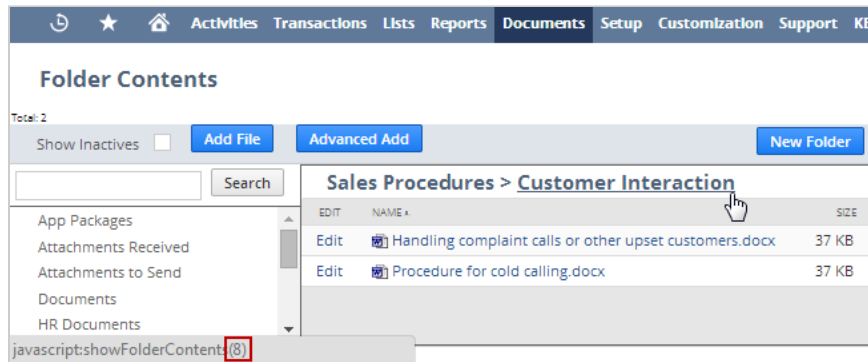 Activities Transactions Lists Reports Documents Setup Customization Support KE
Folder Contents
Total: 2
Show Inactives Add File Advanced Add New Folder
Search
Sales Procedures > Customer Interaction
EDIT NAME ▲ SIZE
App Packages
Edit Handling complaint calls or other upset customers.docx 37 KB
Attachments Received
Edit Procedure for cold calling.docx 37 KB
Attachments to Send
Documents
HR Documents
javascript:showFolderContents(8)